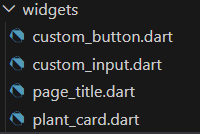 widgets
custom_button.dart
custom_input.dart
page_title.dart
plant_card.dart